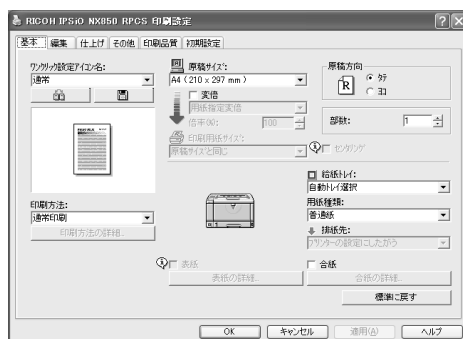 RICOH IPSiO NX850 RPCS 印刷設定
基本 編集 仕上げ その他 印刷品質 初期設定
ワンクリック設定アイコン名:
通常
原稿サイズ:
A4 (210 x 297 mm)
変倍
用紙指定変倍
倍率(%): 100
印刷用紙サイズ:
原稿サイズと同じ
原稿方向
R
タテ
ヨコ
部数: 1
センタリング
印刷方法:
通常印刷
印刷方法の詳細...
給紙トレイ:
自動トレイ選択
用紙種類:
普通紙
排紙先:
プリンターの設定にしたがう
表紙
表紙の詳細...
合紙
合紙の詳細...
標準に戻す
OK キャンセル 適用(A) ヘルプ